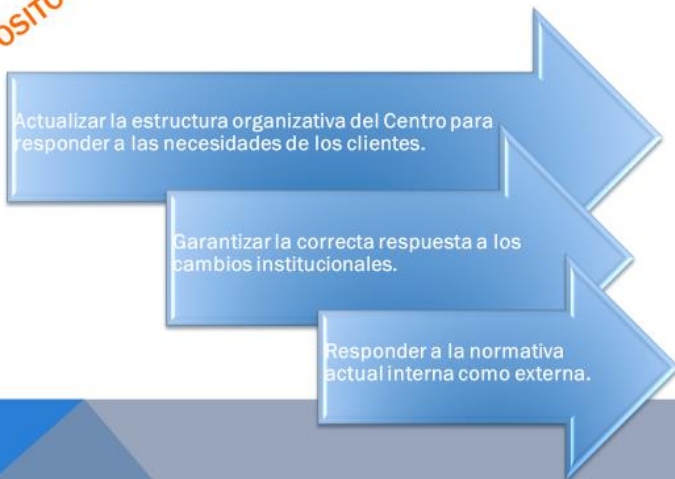 OSITO
Actualizar la estructura organizativa del Centro para
responder a las necesidades de los clientes.
Garantizar la correcta respuesta a los
cambios institucionales.
Responder a la normativa
actual interna como externa.